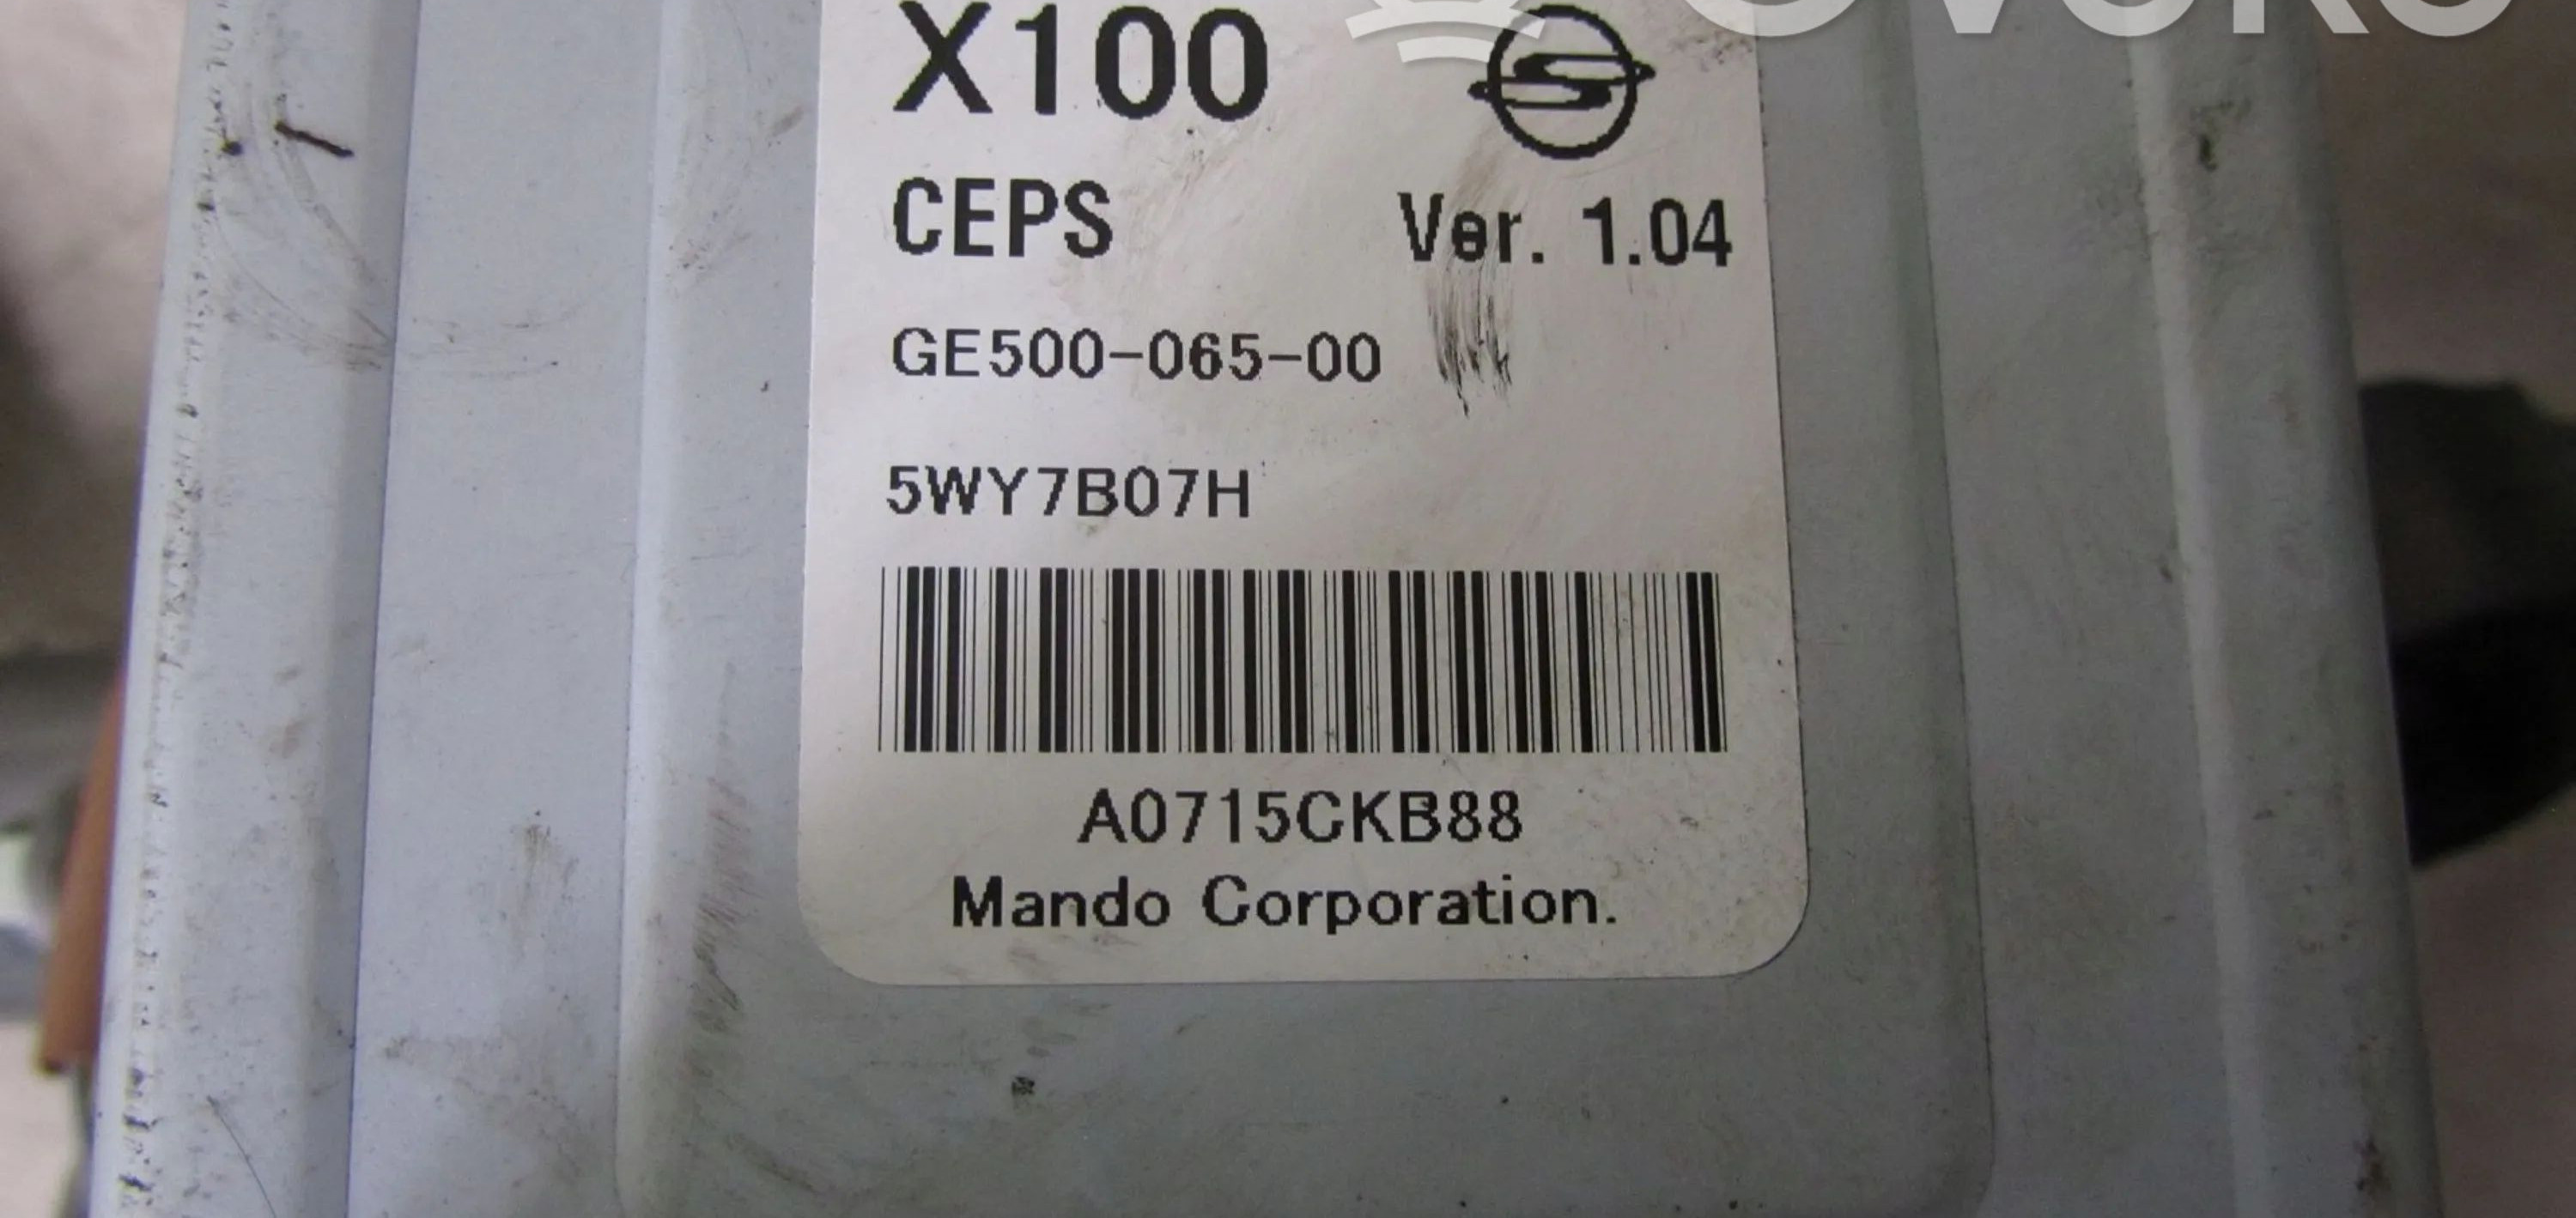 X100
CEPS Ver. 1.04
GE500-065-00
5WY7B07H
A0715CKB88
Mando Corporation.